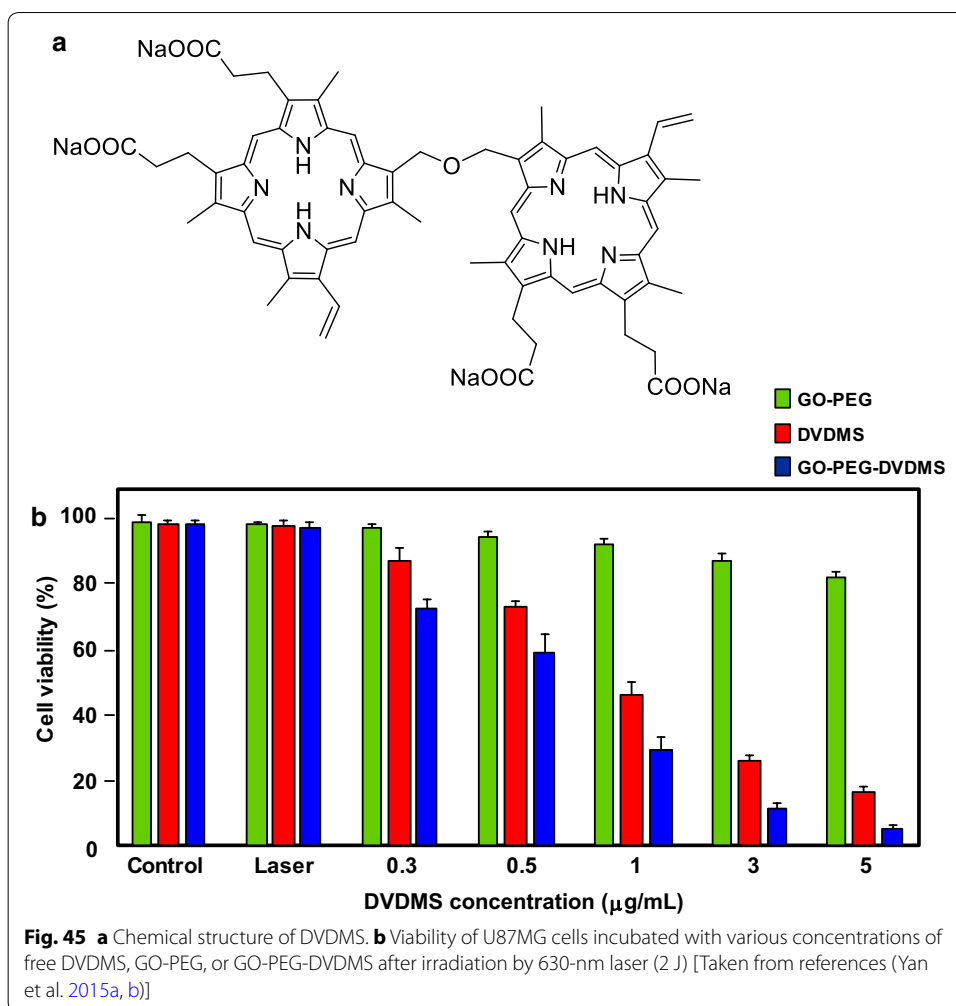 a
NaOOC
NaOOC
N
H
N
N
H
N
O
N
HN
NH
N
NaOOC
COONa
GO-PEG
DVDMS
GO-PEG-DVDMS
b
100
80
60
40
20
0
Cell viability (%)
Control Laser 0.3 0.5 1 3 5
DVDMS concentration (μg/mL)
Fig. 45 a Chemical structure of DVDMS. b Viability of U87MG cells incubated with various concentrations of
free DVDMS, GO-PEG, or GO-PEG-DVDMS after irradiation by 630-nm laser (2 J) [Taken from references (Yan
et al. 2015a, b)]